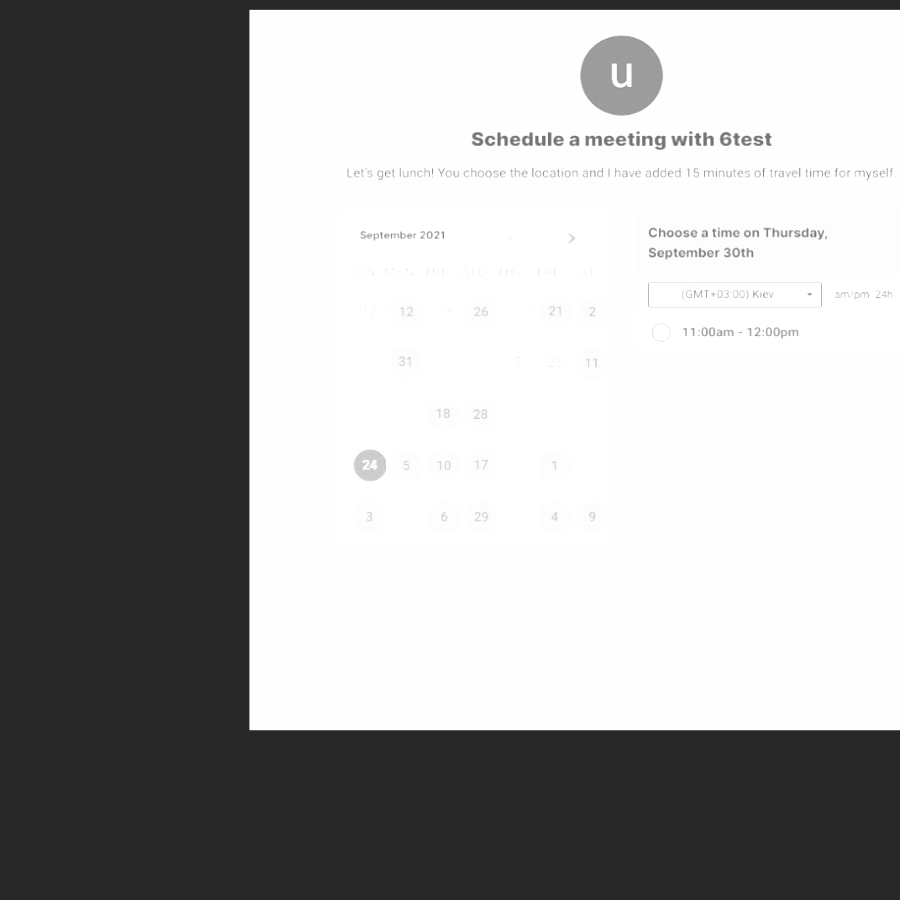 u
Schedule a meeting with 6test
Let's get lunch! You choose the location and I have added 15 minutes of travel time for myself.
September 2021
Choose a time on Thursday,
September 30th
(GMT+03:00) Kiev
am/pm 24h
11:00am - 12:00pm
TUE WED FRI
12 26 21 2
31 11
18 28
24 5 10 17 1
3 6 29 4 9